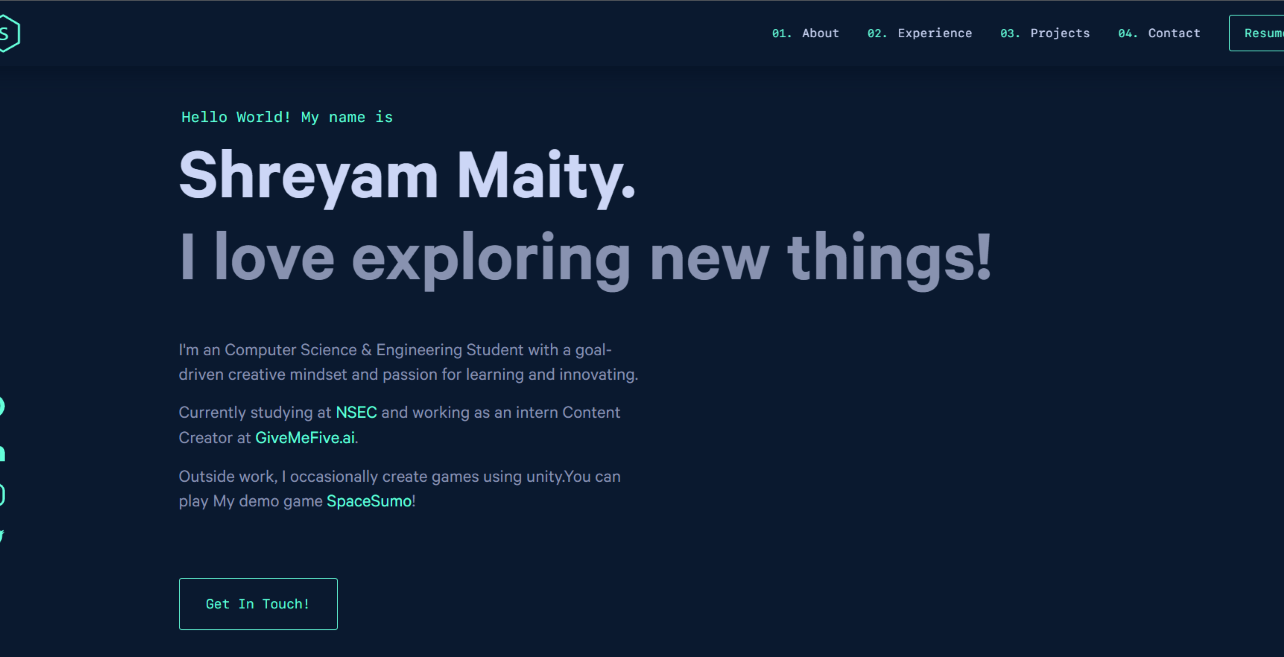 S
01. About 02. Experience 03. Projects 04. Contact
Hello World! My name is
Shreyam Maity.
I love exploring new things!
I'm an Computer Science & Engineering Student with a goal-
driven creative mindset and passion for learning and innovating.
Currently studying at NSEC and working as an intern Content
Creator at GiveMeFive.ai.
Outside work, I occasionally create games using unity.You can
play My demo game SpaceSumo!
Get In Touch!